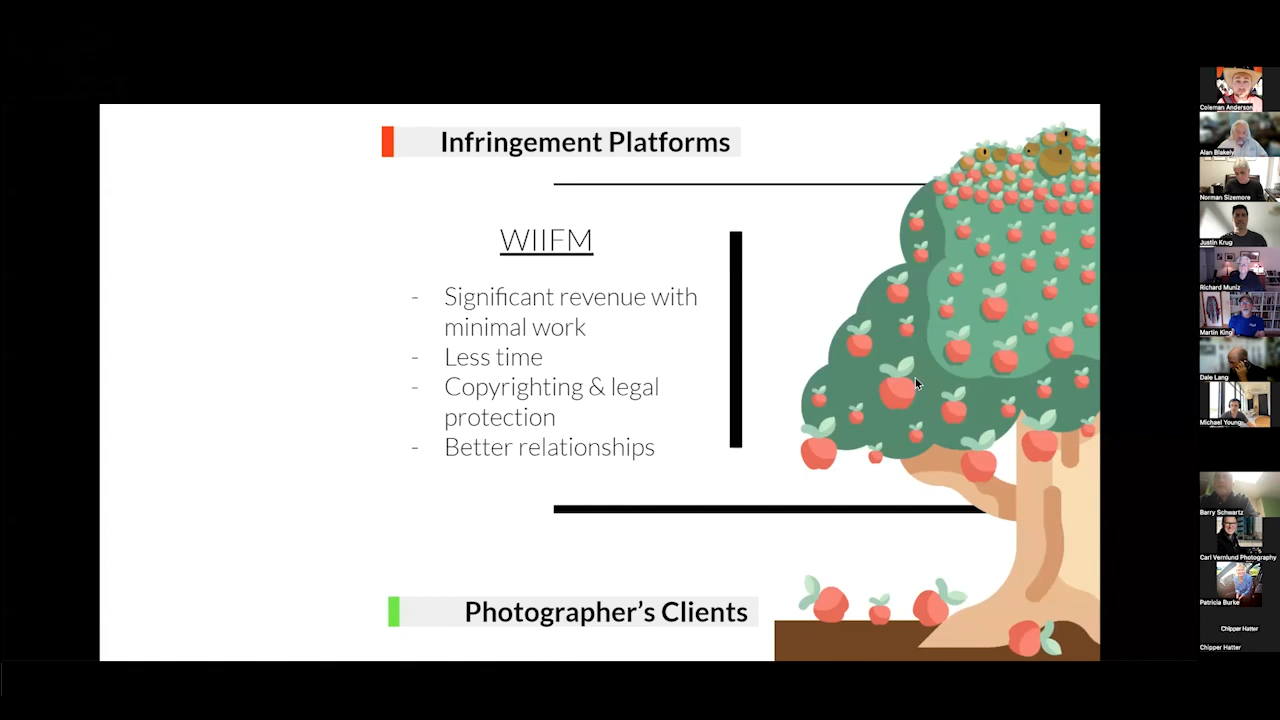 Infringement Platforms
WIIFM
- Significant revenue with
minimal work
- Less time
- Copyrighting & legal
protection
- Better relationships
Photographer's Clients
Coleman Anderson
Alan Blakely
Norman Sizemore
Justin Krug
Richard Muniz
Martin King
Dale Lang
Michael Young
Barry Schwartz
Carl Vernlund Photography
Patricia Burke
Chipper Hatter
Chipper Hatter